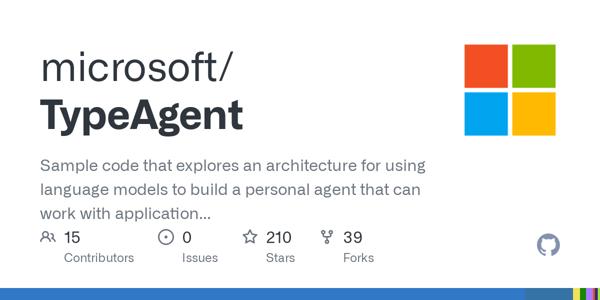 microsoft/
TypeAgent
Sample code that explores an architecture for using
language models to build a personal agent that can
work with application...
15 0 210 39
Contributors Issues Stars Forks